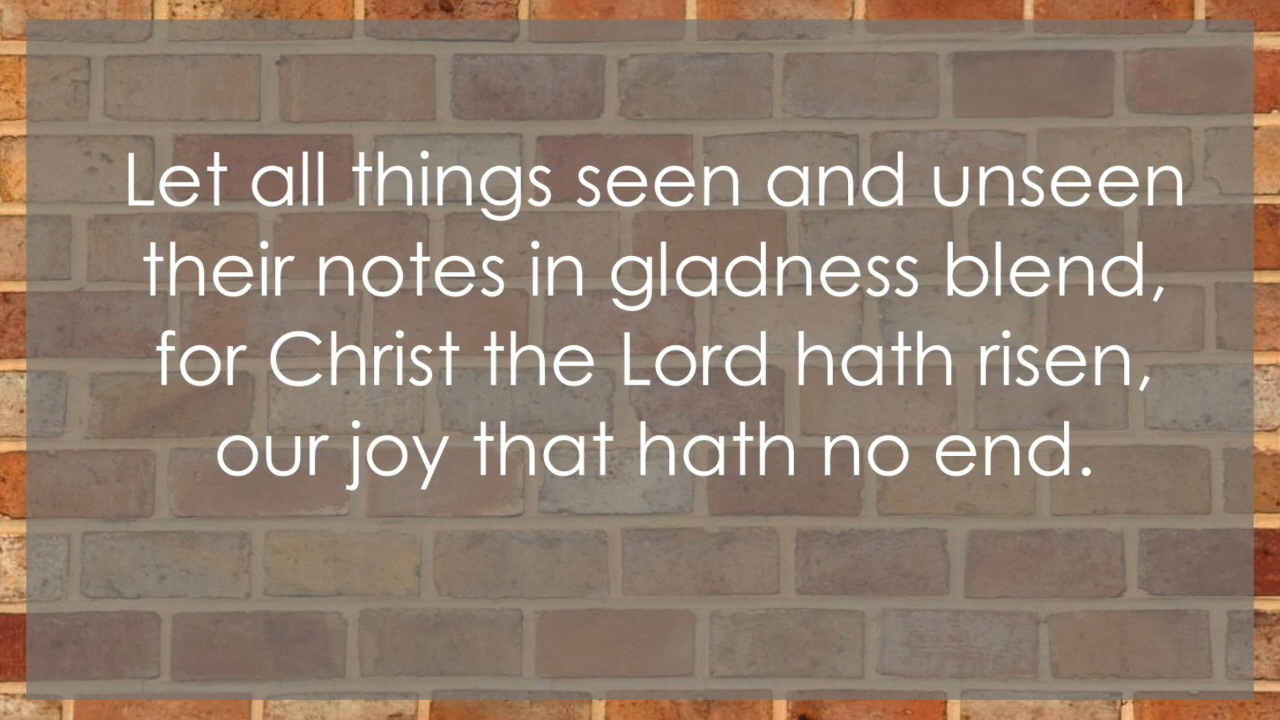 Let all things seen and unseen
their notes in gladness blend,
for Christ the Lord hath risen,
our joy that hath no end.